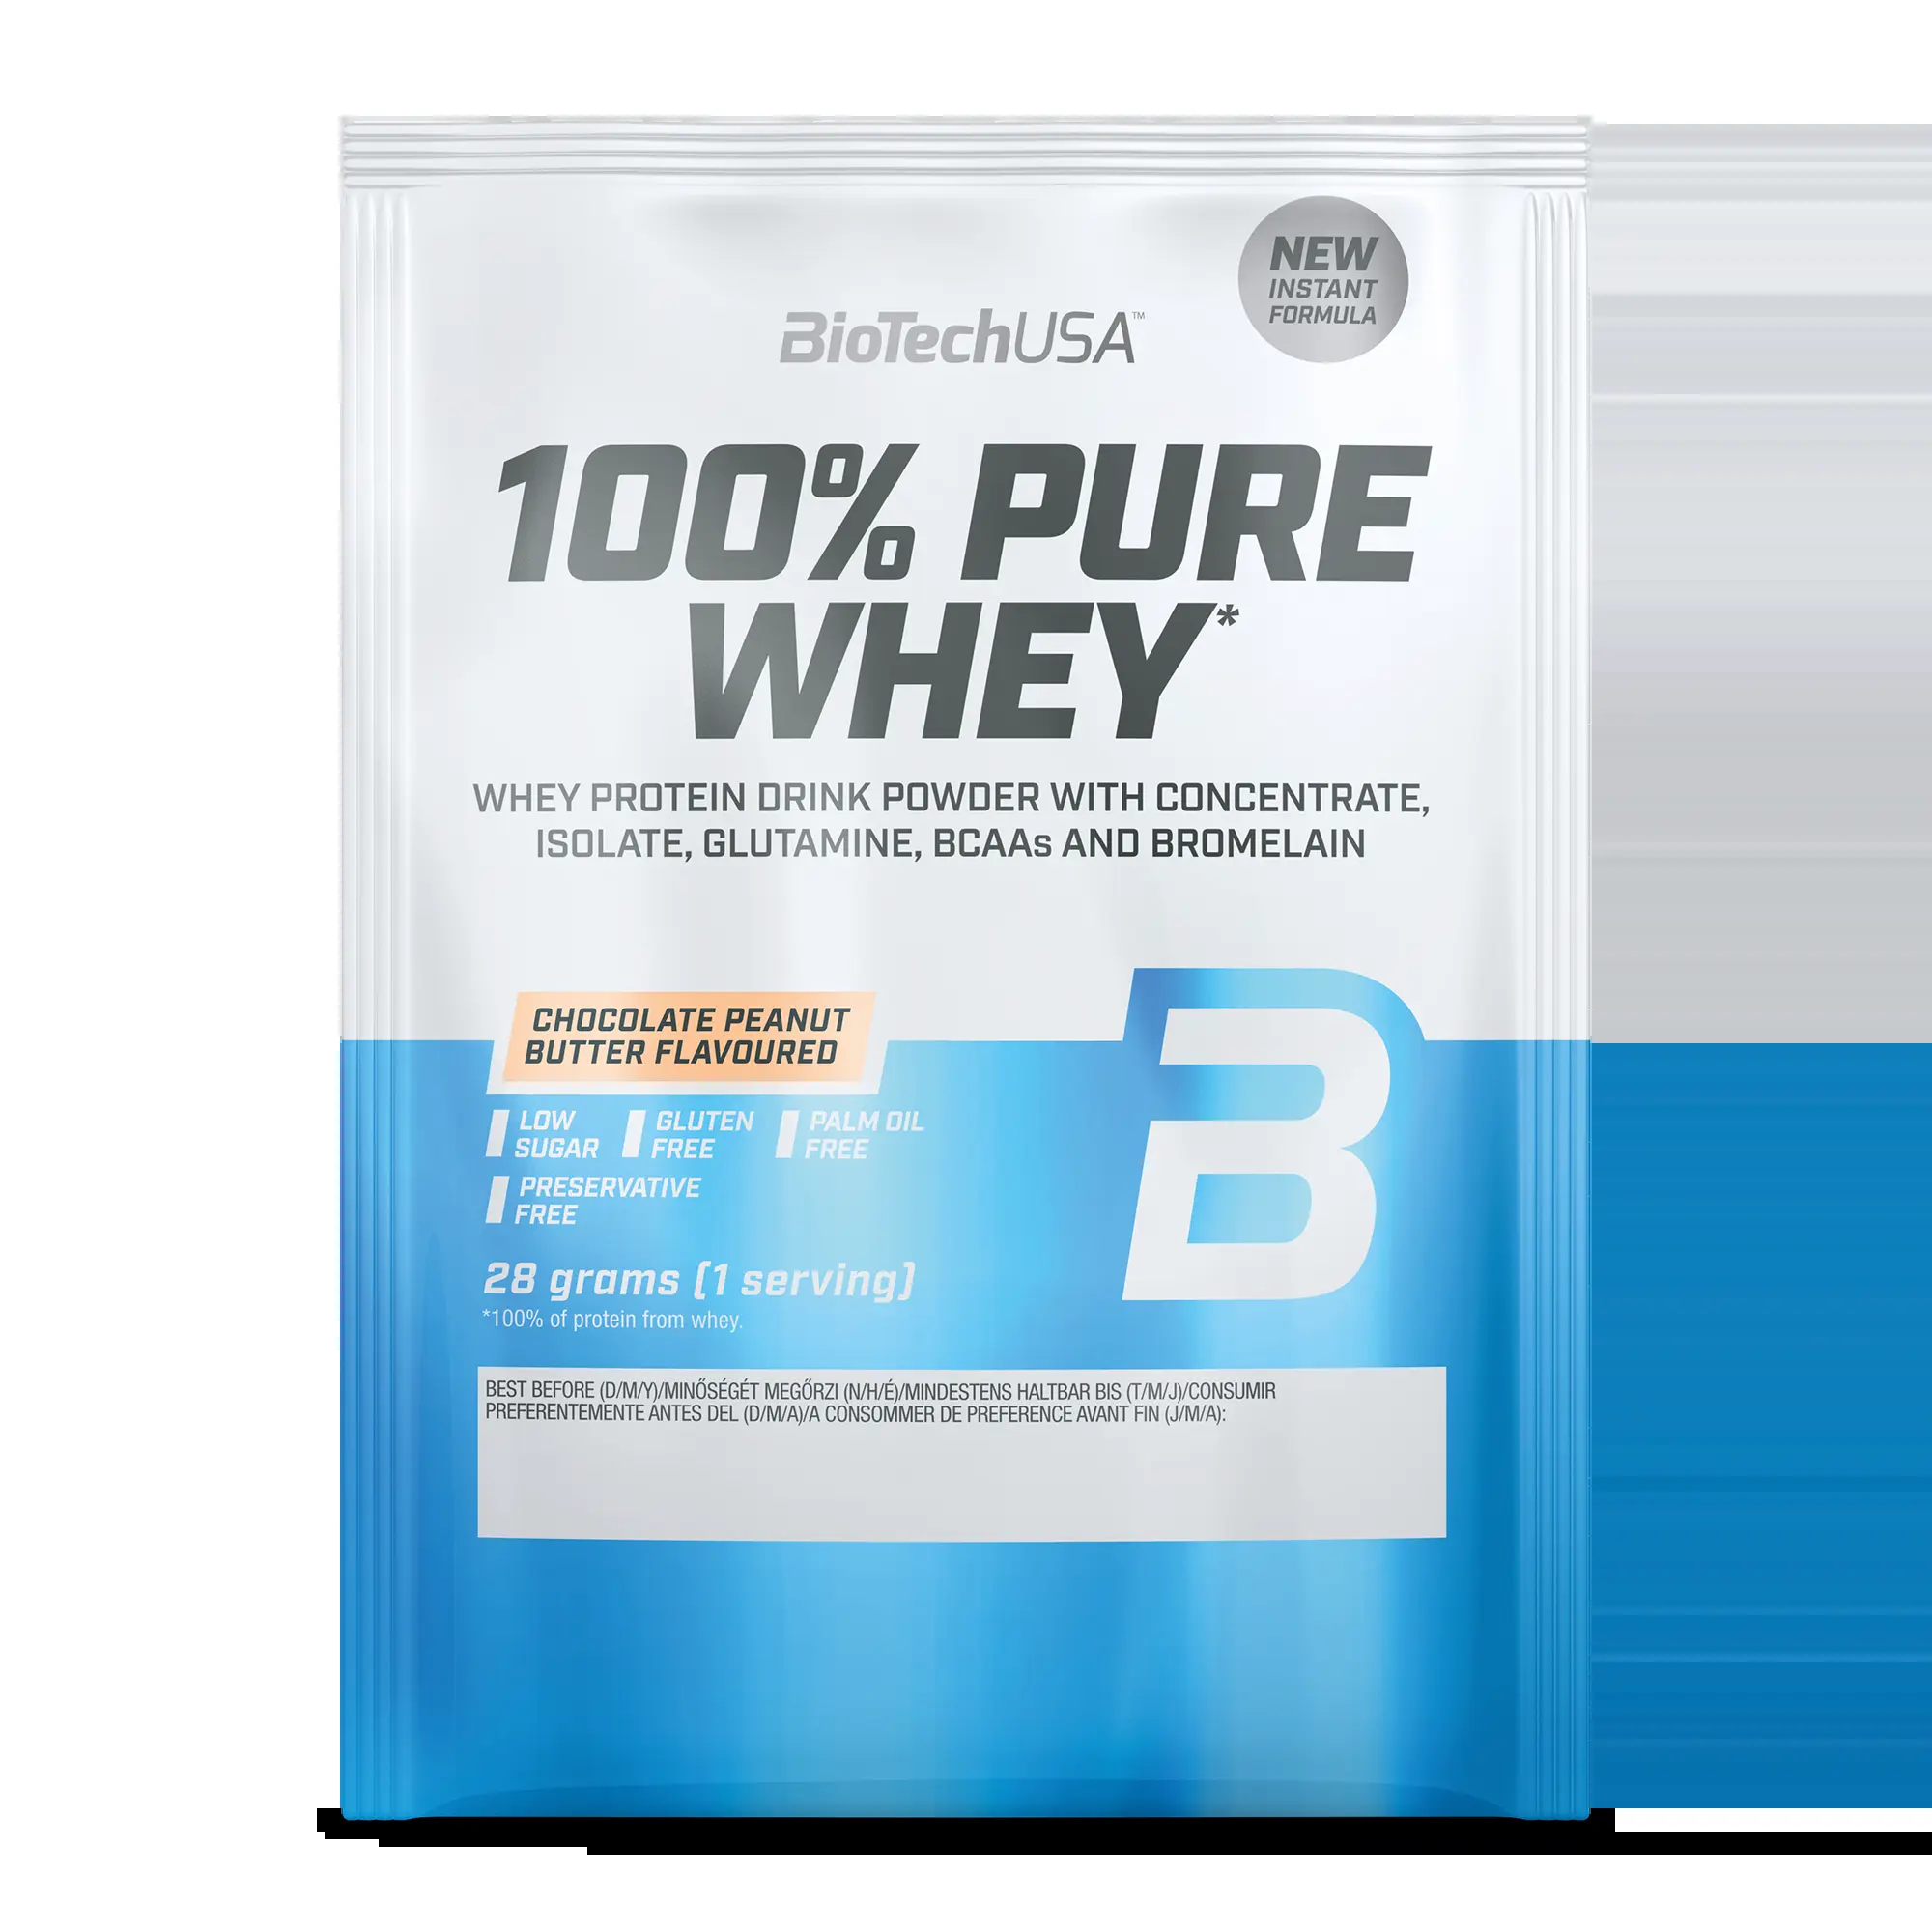 NEW
INSTANT
FORMULA
BioTechUSA™
100% PURE
WHEY*
WHEY PROTEIN DRINK POWDER WITH CONCENTRATE,
ISOLATE, GLUTAMINE, BCAAs AND BROMELAIN
CHOCOLATE PEANUT
BUTTER FLAVOURED
LOW
SUGAR
GLUTEN
FREE
PALM OIL
FREE
PRESERVATIVE
FREE
B
28 grams (1 serving)
*100% of protein from whey.
BEST BEFORE (D/M/Y)/MINŐSÉGÉT MEGŐRZI (N/H/É)/MINDESTENS HALTBAR BIS (T/M/J)/CONSUMIR
PREFERENTEMENTE ANTES DEL (D/M/A)/A CONSOMMER DE PREFERENCE AVANT FIN (J/M/A):